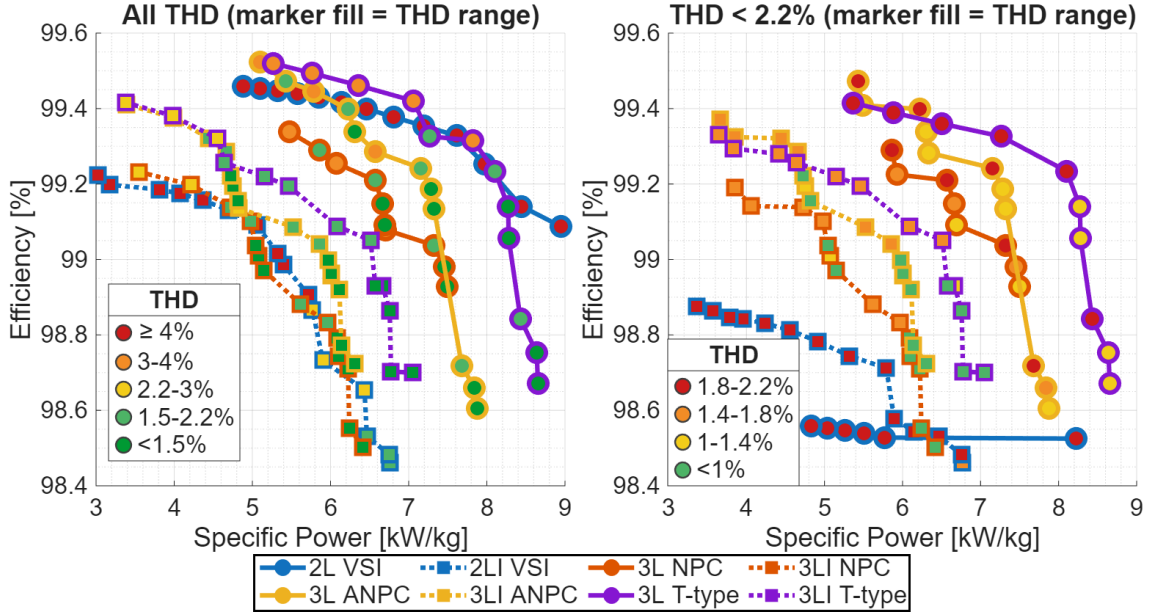 All THD (marker fill = THD range)
99.6
99.4
99.2
99
98.8
98.6
98.4
Efficiency [%]
THD
≥ 4%
3-4%
2.2-3%
1.5-2.2%
<1.5%
3 4 5 6 7 8 9
Specific Power [kW/kg]
THD < 2.2% (marker fill = THD range)
99.6
99.4
99.2
99
98.8
98.6
98.4
Efficiency [%]
THD
1.8-2.2%
1.4-1.8%
1-1.4%
<1%
3 4 5 6 7 8 9
Specific Power [kW/kg]
2L VSI 2LI VSI 3L NPC 3LI NPC
3L ANPC 3LI ANPC 3L T-type 3LI T-type